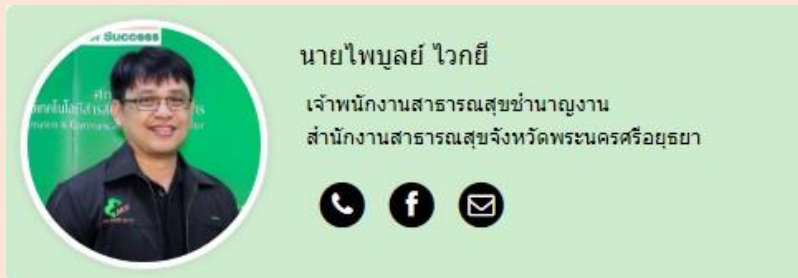 Success
นายไพบูลย์ ไวกยี
เจ้าพนักงานสาธารณสุขชำนาญงาน
สำนักงานสาธารณสุขจังหวัดพระนครศรีอยุธยา